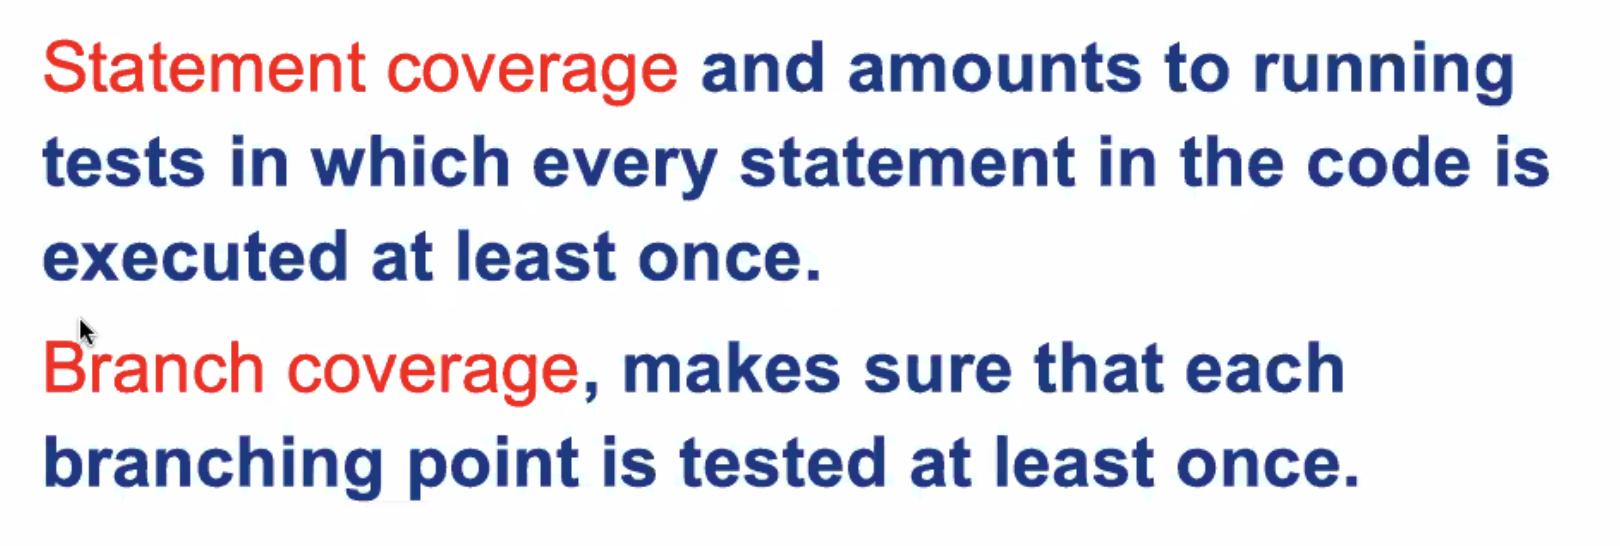 Statement coverage and amounts to running
tests in which every statement in the code is
executed at least once.
Branch coverage, makes sure that each
branching point is tested at least once.